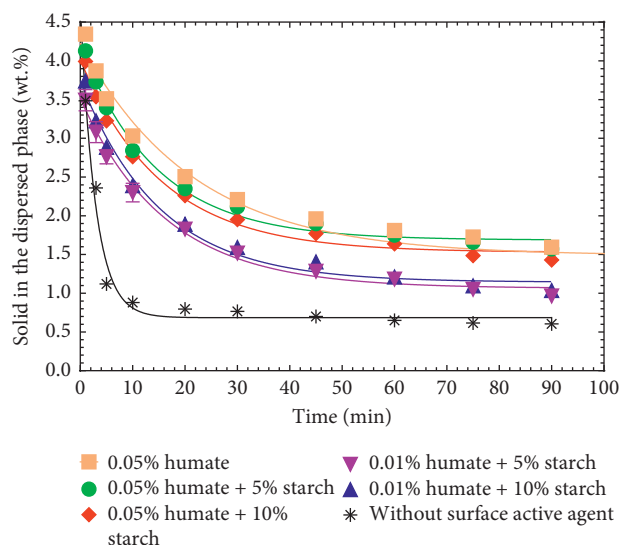 Solid in the dispersed phase (wt.%)
4.5
4.0
3.5
3.0
2.5
2.0
1.5
1.0
0.5
0.0
0 10 20 30 40 50 60 70 80 90 100
Time (min)
0.05% humate
0.05% humate + 5% starch
0.05% humate + 10%
starch
0.01% humate + 5% starch
0.01% humate + 10% starch
Without surface active agent